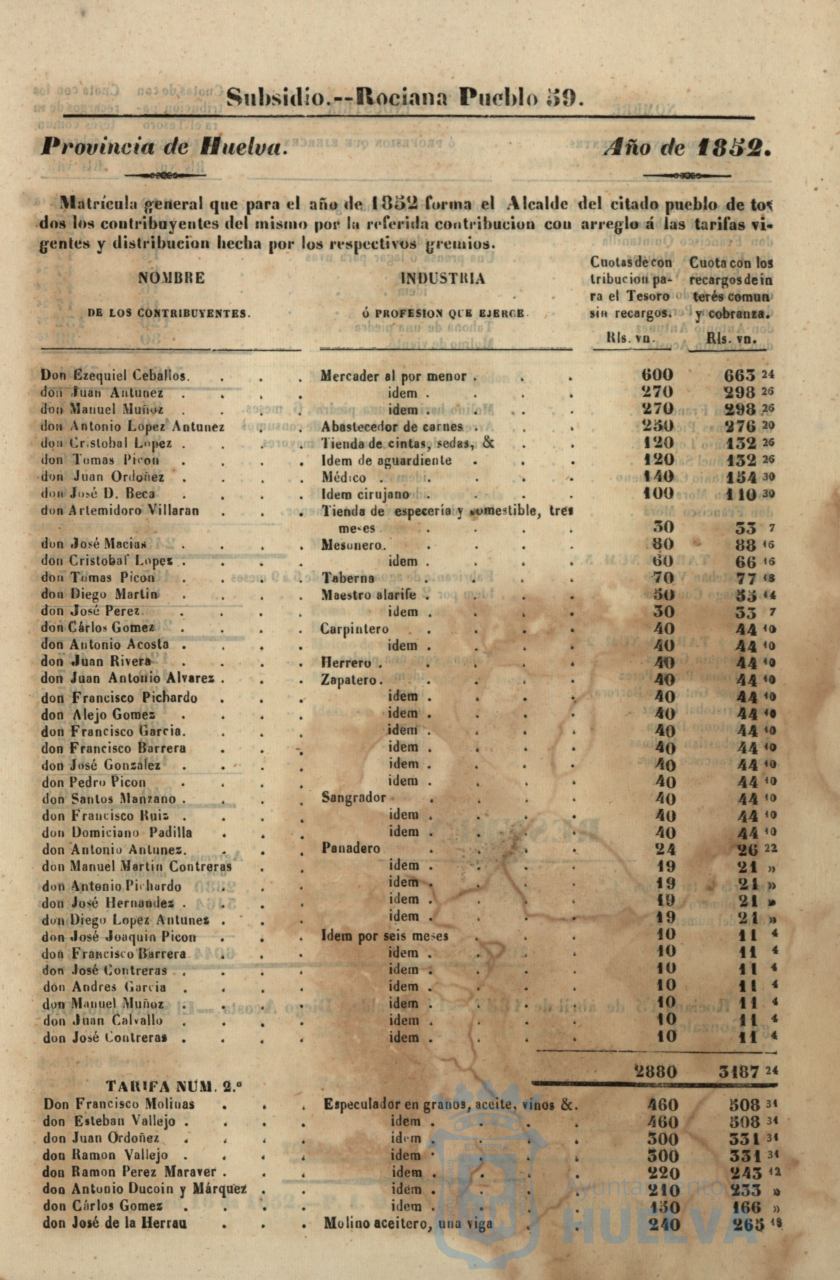 Subsidio.--Rociana Pueblo 59.
Provincia de Huelva. Año de 1852.
Matrícula general que para el año de 1852 forma el Alcalde del citado pueblo de to-
dos los contribuyentes del mismo por la referida contribucion con arreglo á las tarifas vi-
gentes y distribucion hecha por los respectivos gremios.
NOMBRE DE LOS CONTRIBUYENTES.
INDUSTRIA Ó PROFESION QUE EJERCE
Cuotas de con
tribucion pa-
ra el Tesoro
sin recargos.
Rls. vn.
Cuota con los
recargos de in
terés comun
y cobranza.
Rls. vn.
Don Ezequiel Ceballos. . . . Mercader al por menor . . . 600 663 24
don Juan Antunez . . . . idem . . . . 270 298 26
don Manuel Muñoz . . . . idem . . . . 270 298 26
don Antonio Lopez Antunez . . Abastecedor de carnes . . . 250 276 20
don Cristobal Lopez . . . . Tienda de cintas, sedas, & . . 120 132 26
don Tomas Picon . . . . Idem de aguardiente . . . 120 132 26
don Juan Ordoñez . . . . Médico . . . . . 140 154 30
don José D. Beca . . . . Idem cirujano . . . . 100 110 30
don Artemidoro Villaran . . . Tienda de especería y comestible, tres
meses . . . . 30 33 7
don José Macias . . . . Mesonero. . . . . 80 88 16
don Cristobal Lopez . . . . idem . . . . 60 66 16
don Tomas Picon . . . . Taberna . . . . 70 77 18
don Diego Martin . . . . Maestro alarife . . . . 50 55 14
don José Perez . . . . idem . . . . 30 33 7
don Cárlos Gomez . . . . Carpintero . . . . 40 44 10
don Antonio Acosta . . . . idem . . . . 40 44 10
don Juan Rivera . . . . Herrero . . . . . 40 44 10
don Juan Antonio Alvarez . . . Zapatero. . . . . 40 44 10
don Francisco Pichardo . . . idem . . . . 40 44 10
don Alejo Gomez . . . . idem . . . . 40 44 10
don Francisco Garcia. . . . idem . . . . 40 44 10
don Francisco Barrera . . . idem . . . . 40 44 10
don José Gonzalez . . . . idem . . . . 40 44 10
don Pedro Picon . . . . idem . . . . 40 44 10
don Santos Manzano . . . . Sangrador . . . . 40 44 10
don Francisco Ruiz . . . . idem . . . . 40 44 10
don Domiciano Padilla . . . idem . . . . 40 44 10
don Antonio Antunez. . . . Panadero . . . . 24 26 22
don Manuel Martin Contreras . . idem . . . . 19 21 »
don Antonio Pichardo . . . idem . . . . 19 21 »
don José Hernandez . . . . idem . . . . 19 21 »
don Diego Lopez Antunez . . . idem . . . . 19 21 »
don José Joaquin Picon . . . Idem por seis meses . . . 10 11 4
don Francisco Barrera . . . idem . . . . 10 11 4
don José Contreras . . . . idem . . . . 10 11 4
don Andres Garcia . . . . idem . . . . 10 11 4
don Manuel Muñoz . . . . idem . . . . 10 11 4
don Juan Calvallo . . . . idem . . . . 10 11 4
don José Contreras . . . . idem . . . . 10 11 4
2880 3187 24
TARIFA NUM. 2.º
Don Francisco Molinas . . . Especulador en granos, aceite, vinos &. 460 508 31
don Esteban Vallejo . . . . idem . . . . 460 508 31
don Juan Ordoñez . . . . idem . . . . 300 331 31
don Ramon Vallejo . . . . idem . . . . 300 331 31
don Ramon Perez Maraver . . . idem . . . . 220 243 12
don Antonio Ducoin y Márquez . . idem . . . . 210 233 »
don Cárlos Gomez . . . . idem . . . . 150 166 »
don José de la Herran . . . Molino aceitero, una viga . . 240 265 18
Ayuntamiento
HUELVA